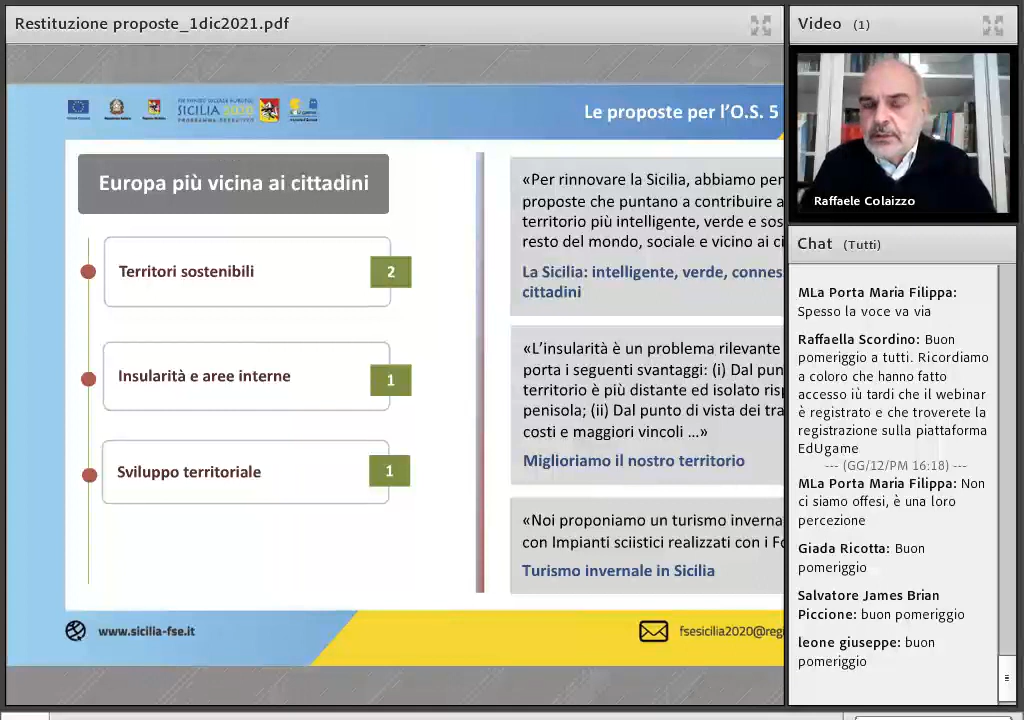 Restituzione proposte_1dic2021.pdf
SICILIA 2020
PROGRAMMA OPERATIVO
Le proposte per l'O.S. 5
Europa più vicina ai cittadini
Territori sostenibili
2
Insularità e aree interne
1
Sviluppo territoriale
1
«Per rinnovare la Sicilia, abbiamo pen
proposte che puntano a contribuire a
territorio più intelligente, verde e sos
resto del mondo, sociale e vicino ai ci
La Sicilia: intelligente, verde, connes
cittadini
«L'insularità è un problema rilevante
porta i seguenti svantaggi: (i) Dal pun
territorio è più distante ed isolato risp
penisola; (ii) Dal punto di vista dei tra
costi e maggiori vincoli ...»
Miglioriamo il nostro territorio
«Noi proponiamo un turismo inverna
con Impianti sciistici realizzati con i Fo
Turismo invernale in Sicilia
www.sicilia-fse.it
fsesicilia2020@reg
Video (1)
Raffaele Colaizzo
Chat (Tutti)
MLa Porta Maria Filippa:
Spesso la voce va via
Raffaella Scordino: Buon
pomeriggio a tutti. Ricordiamo
a coloro che hanno fatto
accesso iù tardi che il webinar
è registrato e che troverete la
registrazione sulla piattaforma
EdUgame
--- (GG/12/PM 16:18) ---
MLa Porta Maria Filippa: Non
ci siamo offesi, è una loro
percezione
Giada Ricotta: Buon
pomeriggio
Salvatore James Brian
Piccione: buon pomeriggio
leone giuseppe: buon
pomeriggio